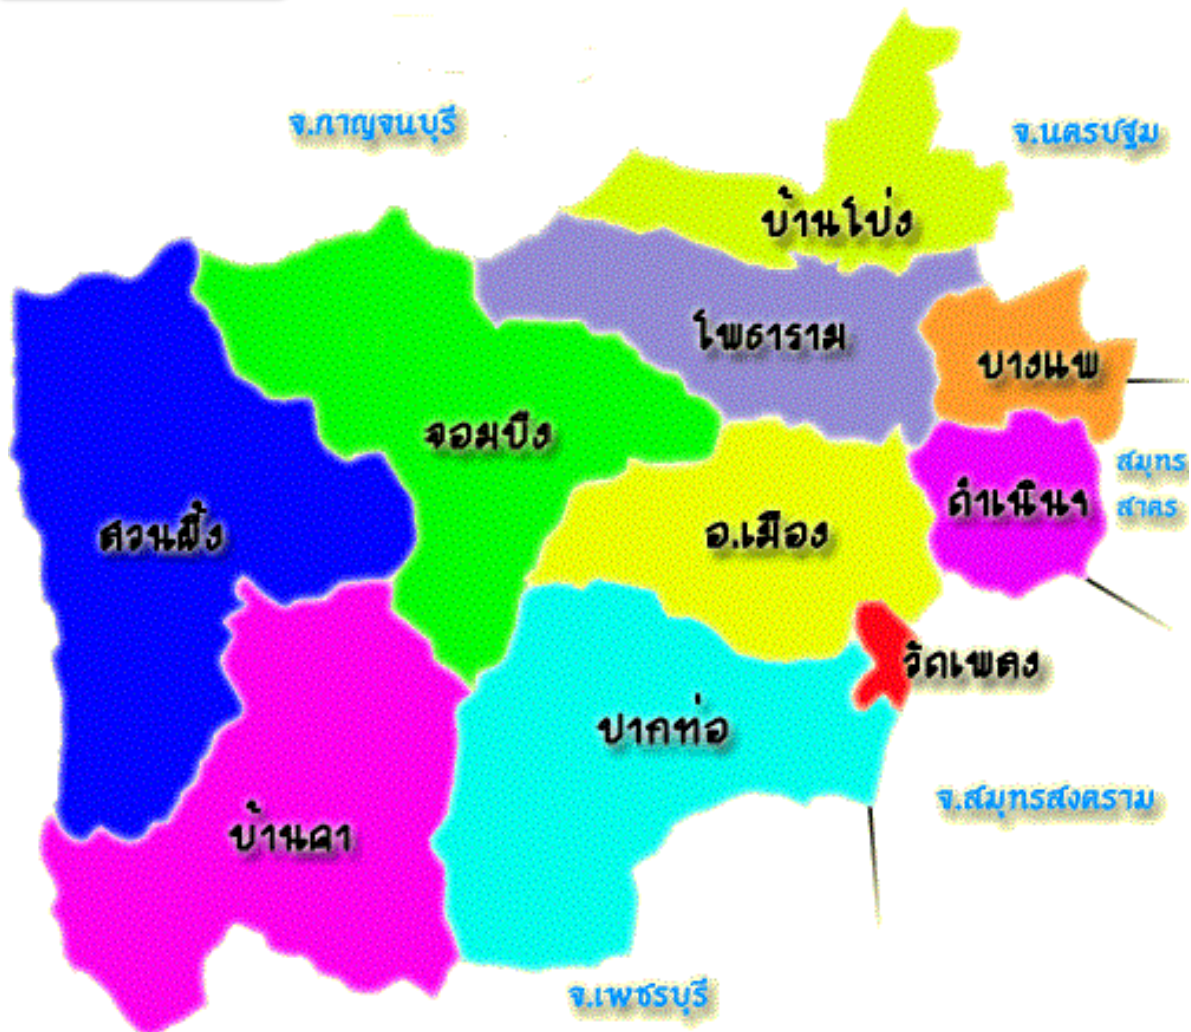 จ.กาญจนบุรี
จ.นครปฐม
บ้านโป่ง
โพธาราม
บางแพ
จอมบึง
สมุทร
สาคร
ดำเนินฯ
สวนผึ้ง
อ.เมือง
วัดเพลง
ปากท่อ
จ.สมุทรสงคราม
บ้านคา
จ.เพชรบุรี